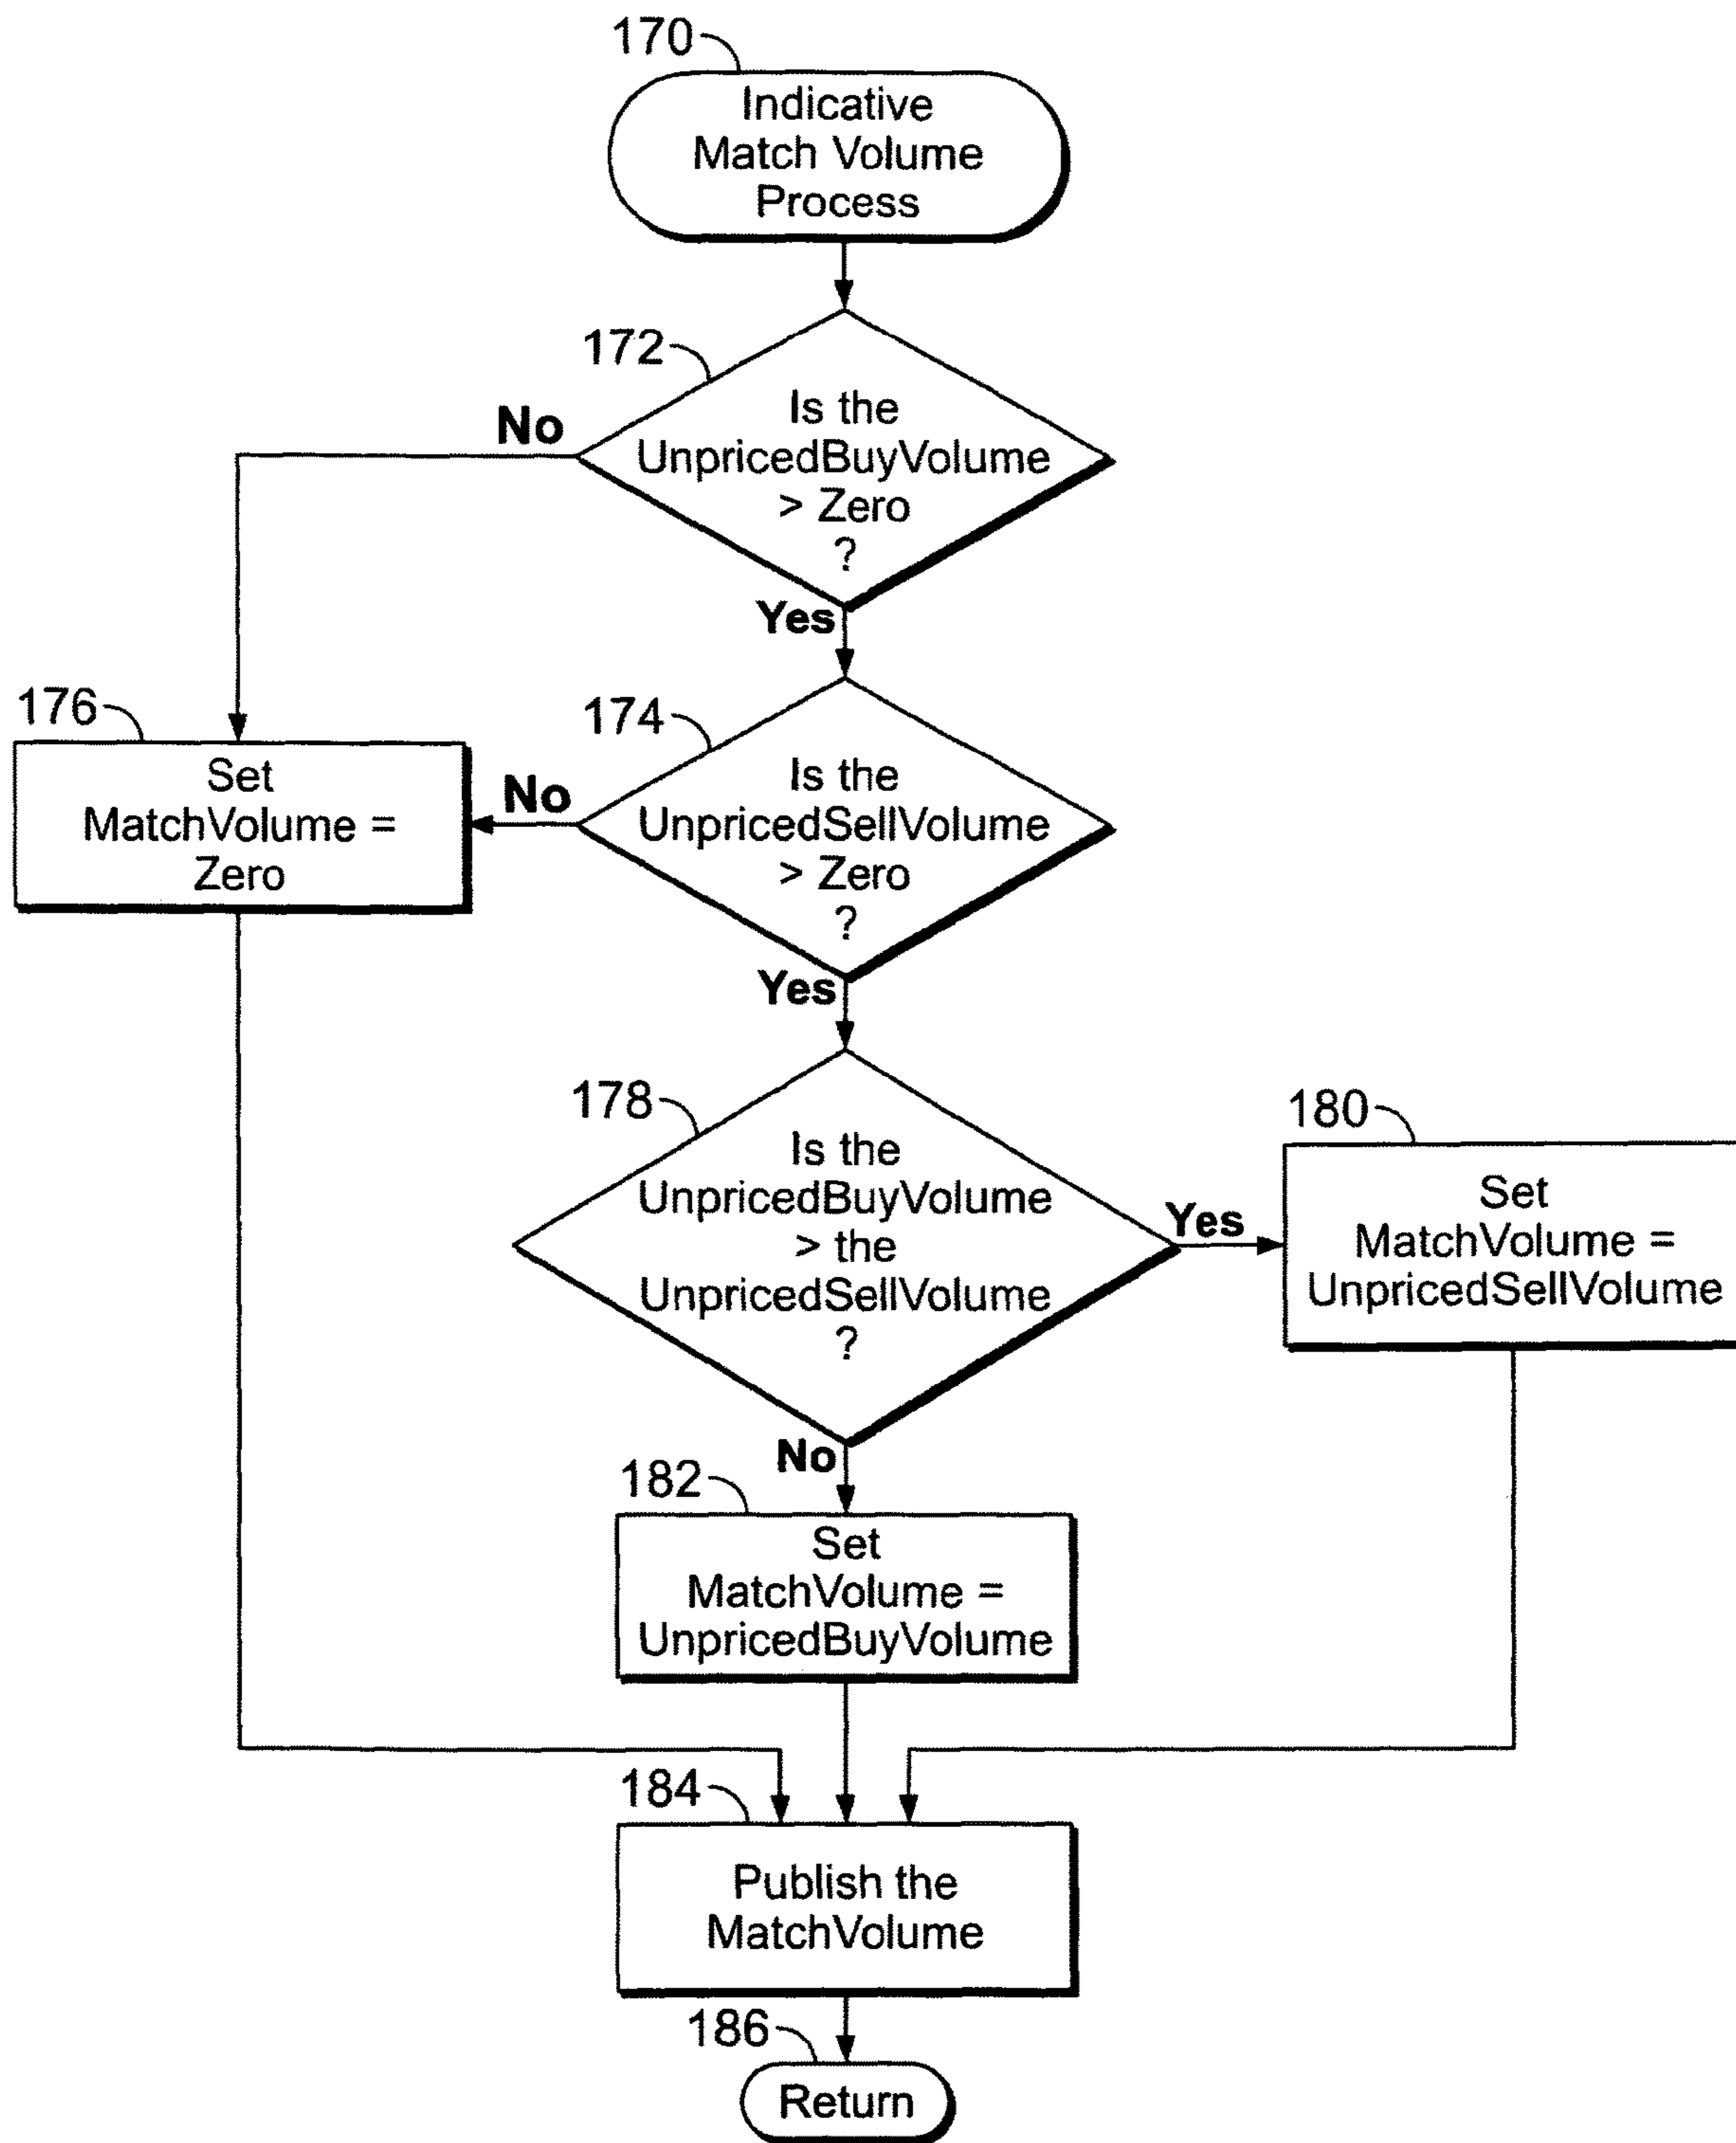 170
Indicative
Match Volume
Process
172
Is the
UnpricedBuyVolume
> Zero
?
No
Yes
174
Is the
UnpricedSellVolume
> Zero
?
No
176
Set
MatchVolume =
Zero
Yes
178
Is the
UnpricedBuyVolume
> the
UnpricedSellVolume
?
Yes
180
Set
MatchVolume =
UnpricedSellVolume
No
182
Set
MatchVolume =
UnpricedBuyVolume
184
Publish the
MatchVolume
186
Return